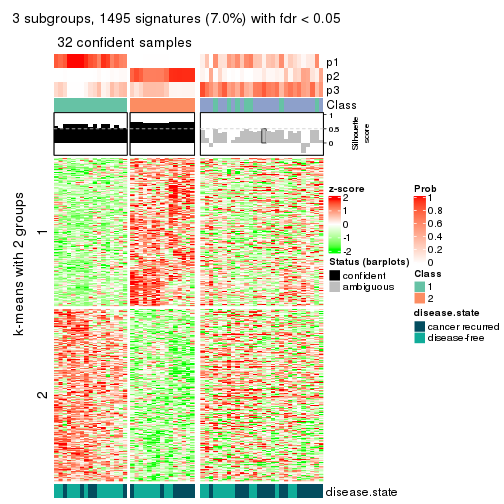 3 subgroups, 1495 signatures (7.0%) with fdr < 0.05
32 confident samples
p1
p2
p3
Class
1
0.5
0
Silhouette
score
k-means with 2 groups
1
2
z-score
2
1
0
-1
-2
Status (barplots)
confident
ambiguous
Prob
1
0.8
0.6
0.4
0.2
0
Class
1
2
disease.state
cancer recurred
disease-free
disease.state